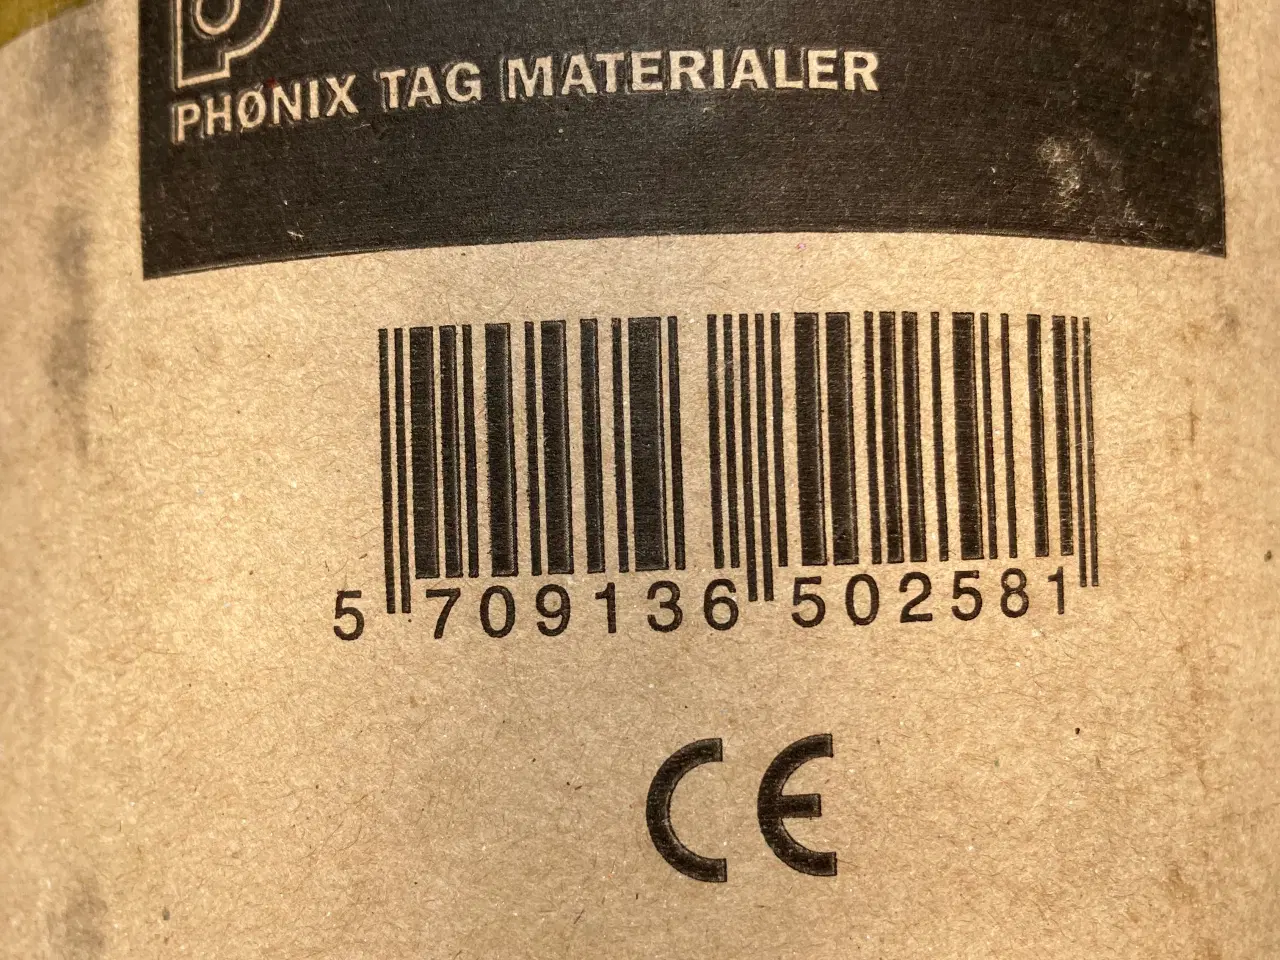 PHØNIX TAG MATERIALER
5 709136 502581
CE